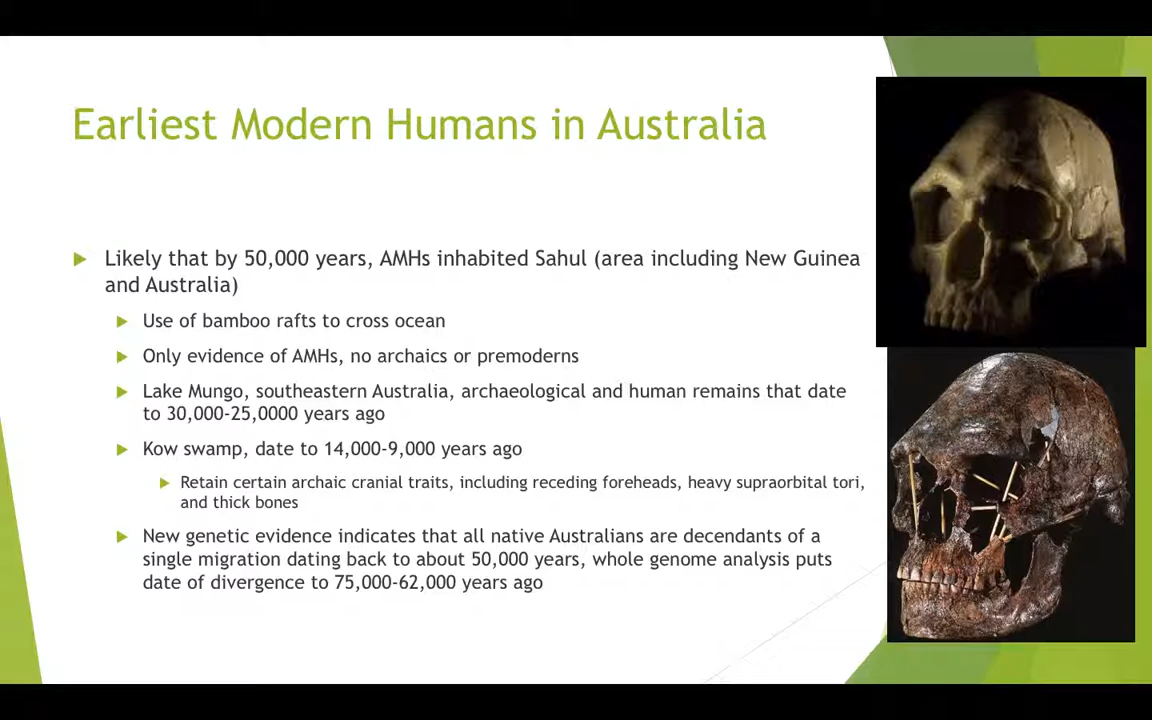 Earliest Modern Humans in Australia
Likely that by 50,000 years, AMHs inhabited Sahul (area including New Guinea
and Australia)
Use of bamboo rafts to cross ocean
Only evidence of AMHs, no archaics or premoderns
Lake Mungo, southeastern Australia, archaeological and human remains that date
to 30,000-25,0000 years ago
Kow swamp, date to 14,000-9,000 years ago
Retain certain archaic cranial traits, including receding foreheads, heavy supraorbital tori,
and thick bones
New genetic evidence indicates that all native Australians are decendants of a
single migration dating back to about 50,000 years, whole genome analysis puts
date of divergence to 75,000-62,000 years ago